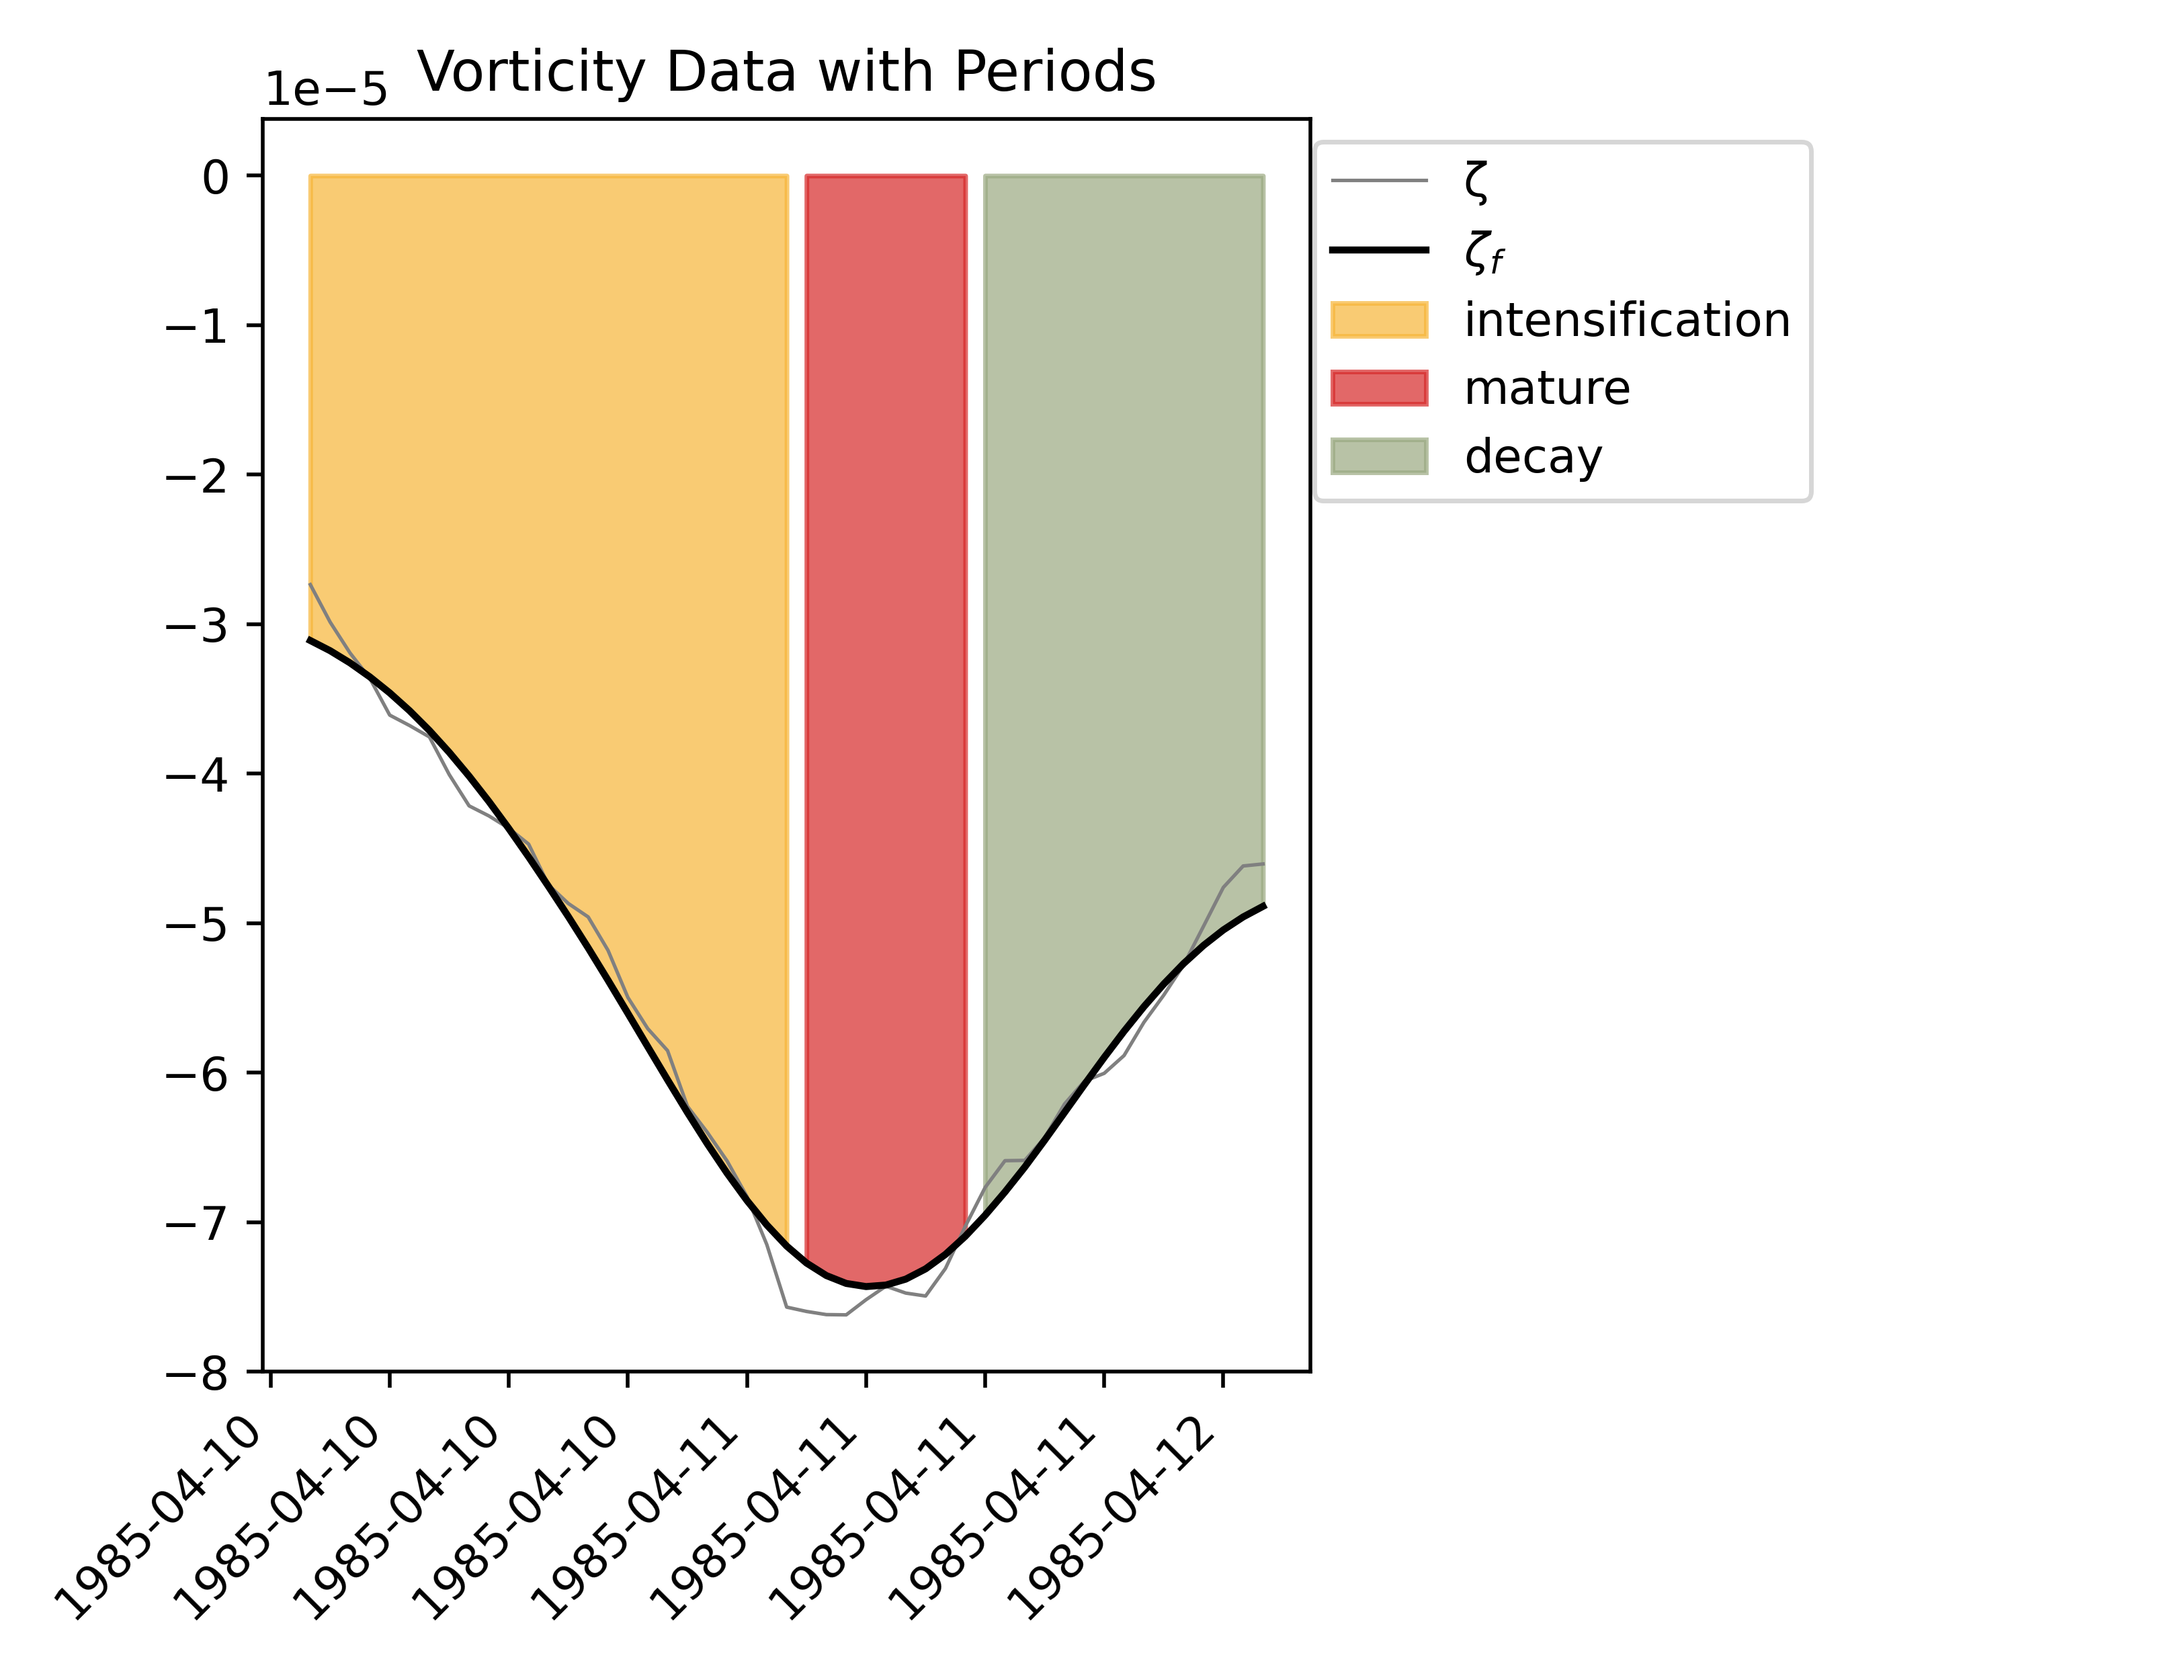 Vorticity Data with Periods
1e−5
0
−1
−2
−3
−4
−5
−6
−7
−8
1985-04-10
1985-04-10
1985-04-10
1985-04-10
1985-04-11
1985-04-11
1985-04-11
1985-04-11
1985-04-12
ζ
ζf
intensification
mature
decay